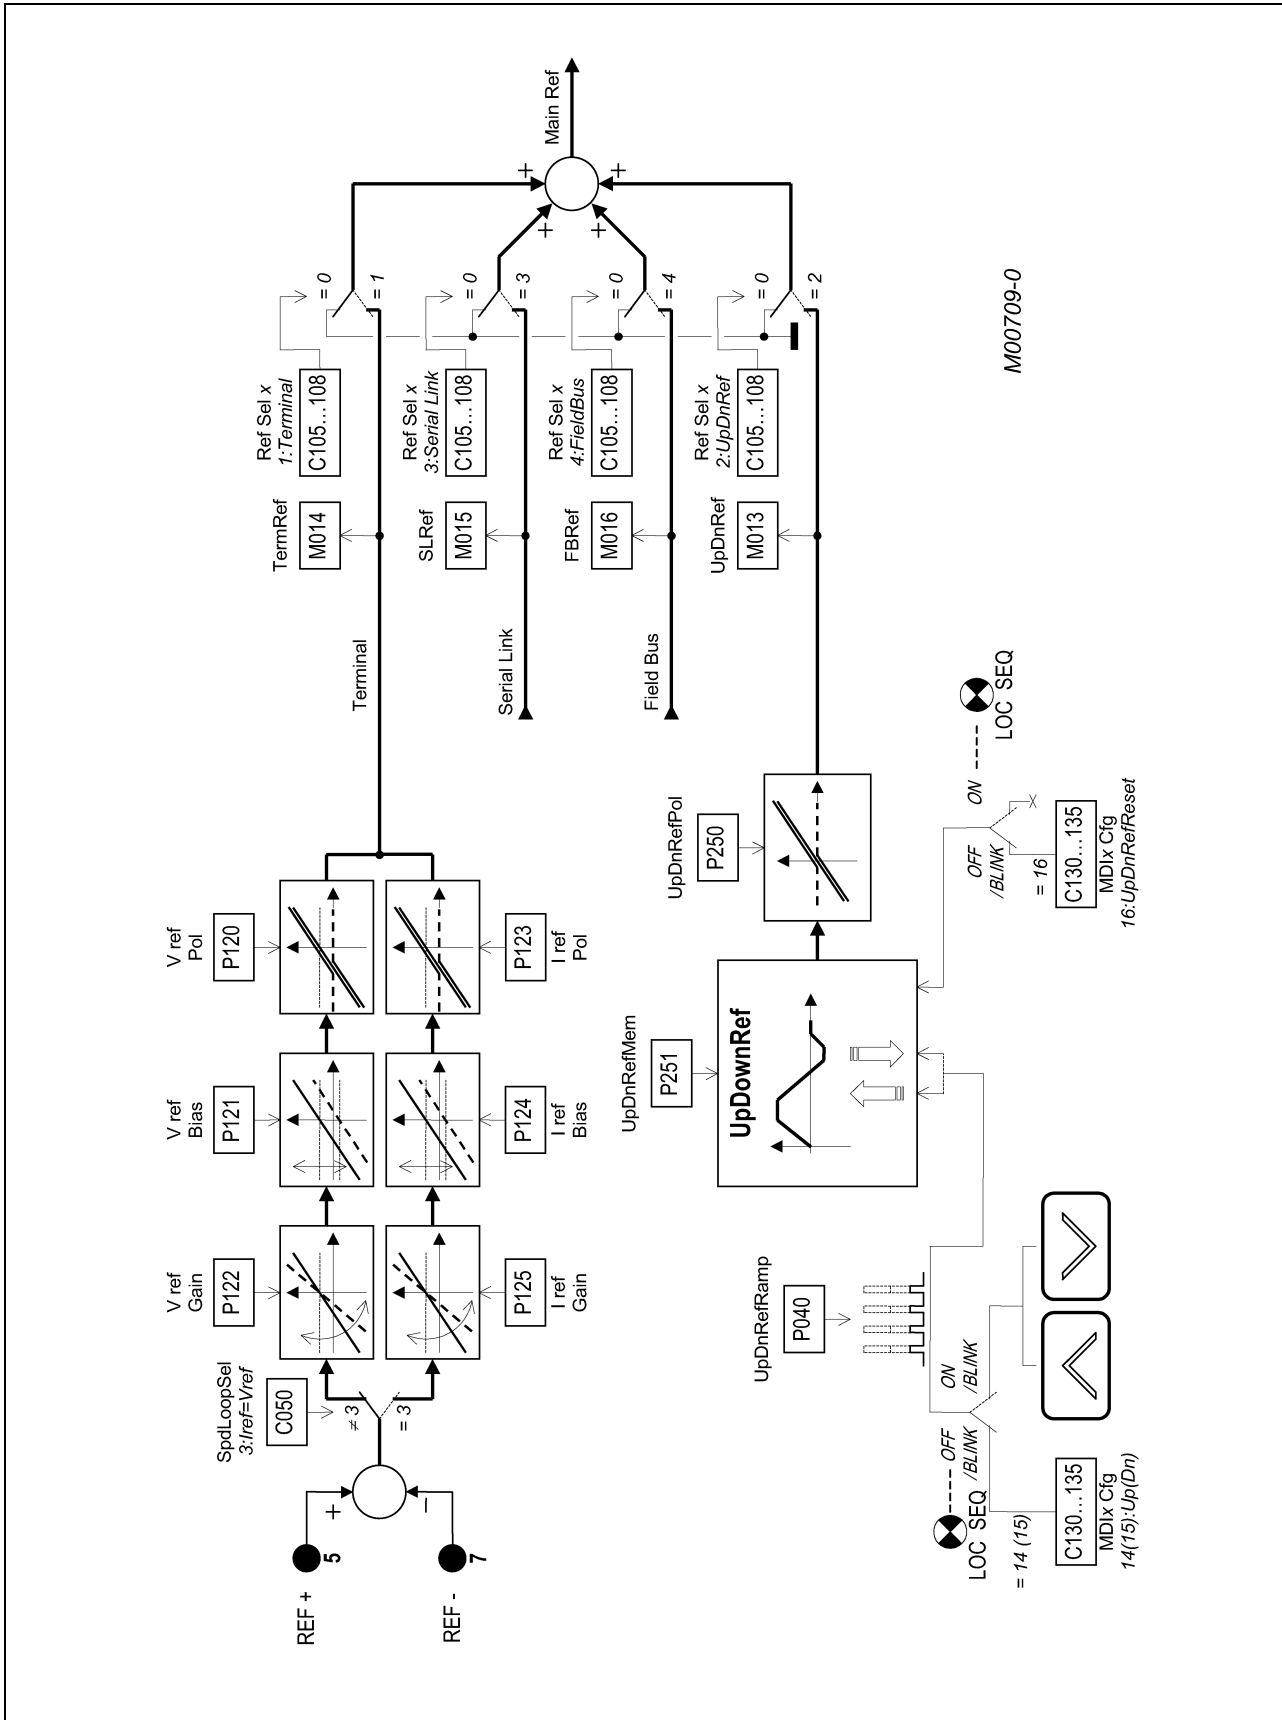 REF +
5
REF -
7
+
–
SpdLoopSel
3:Iref=Vref
C050
≠ 3
= 3
V ref
Gain
P122
V ref
Bias
P121
V ref
Pol
P120
P125
I ref
Gain
P124
I ref
Bias
P123
I ref
Pol
Terminal
TermRef
M014
Ref Sel x
1:Terminal
C105...108
= 0
= 1
Serial Link
SLRef
M015
Ref Sel x
3:Serial Link
C105...108
= 0
= 3
Field Bus
FBRef
M016
Ref Sel x
4:FieldBus
C105...108
= 0
= 4
UpDnRef
M013
Ref Sel x
2:UpDnRef
C105...108
= 0
= 2
+
+
+
+
Main Ref
UpDnRefRamp
P040
UpDnRefMem
P251
UpDownRef
UpDnRefPol
P250
LOC SEQ
OFF
/BLINK
ON
/BLINK
= 14 (15)
C130...135
MDIx Cfg
14(15):Up(Dn)
OFF
/BLINK
ON
LOC SEQ
= 16
C130...135
MDIx Cfg
16:UpDnRefReset
M00709-0